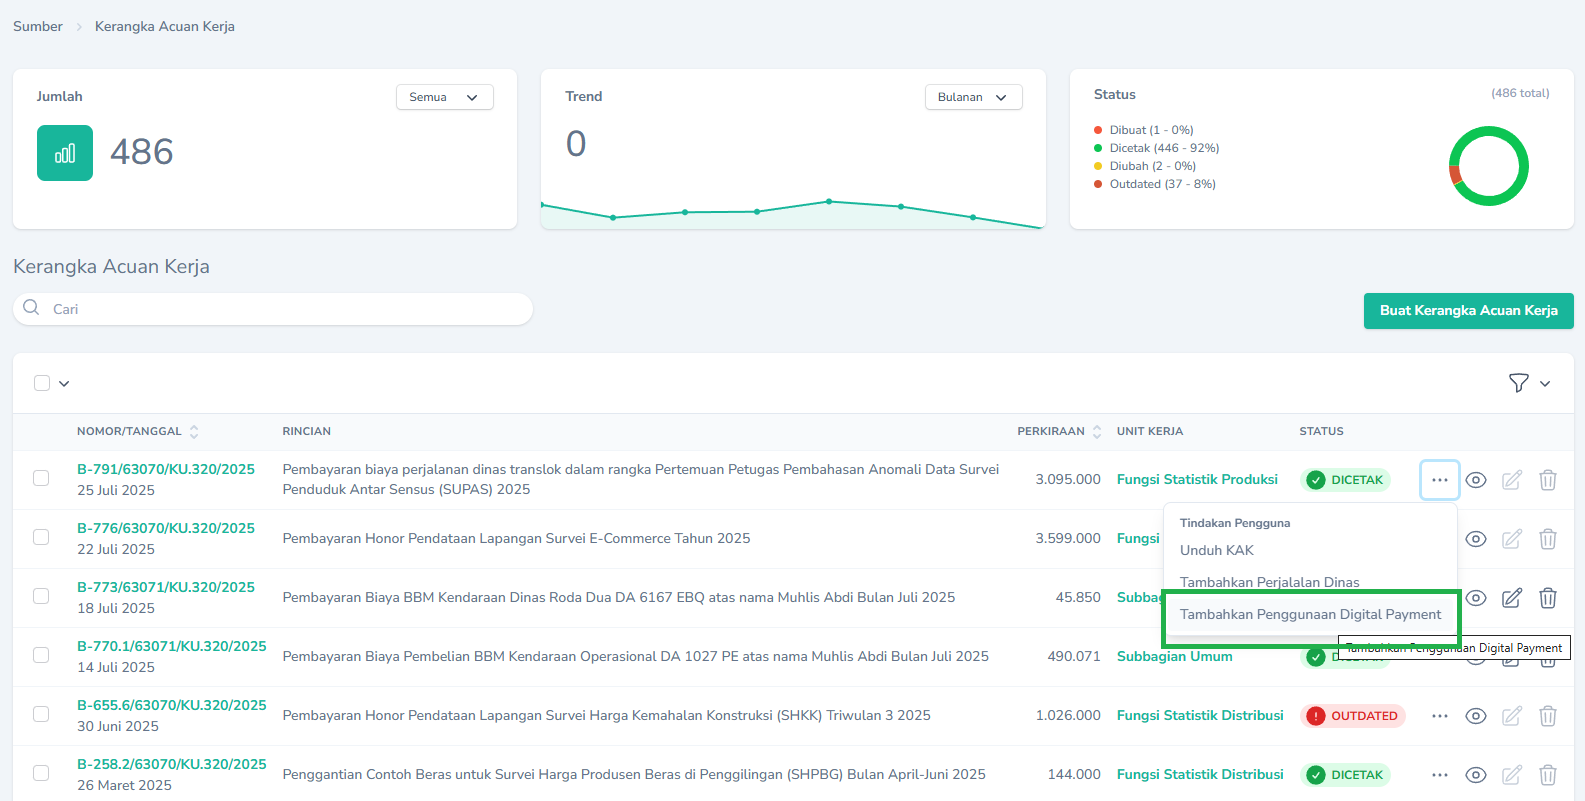 Sumber > Kerangka Acuan Kerja
Jumlah
Semua
486
Trend
Bulanan
0
Status
(486 total)
Dibuat (1 - 0%)
Dicetak (446 - 92%)
Diubah (2 - 0%)
Outdated (37 - 8%)
Kerangka Acuan Kerja
Cari
Buat Kerangka Acuan Kerja
NOMOR/TANGGAL RINCIAN PERKIRAAN UNIT KERJA STATUS
B-791/63070/KU.320/2025
25 Juli 2025
Pembayaran biaya perjalanan dinas translok dalam rangka Pertemuan Petugas Pembahasan Anomali Data Survei
Penduduk Antar Sensus (SUPAS) 2025
3.095.000 Fungsi Statistik Produksi DICETAK
Tindakan Pengguna
Unduh KAK
Tambahkan Perjalalan Dinas
Tambahkan Penggunaan Digital Payment
Tambahkan Penggunaan Digital Payment
B-776/63070/KU.320/2025
22 Juli 2025
Pembayaran Honor Pendataan Lapangan Survei E-Commerce Tahun 2025
3.599.000 Fungsi
B-773/63071/KU.320/2025
18 Juli 2025
Pembayaran Biaya BBM Kendaraan Dinas Roda Dua DA 6167 EBQ atas nama Muhlis Abdi Bulan Juli 2025
45.850
B-770.1/63071/KU.320/2025
14 Juli 2025
Pembayaran Biaya Pembelian BBM Kendaraan Operasional DA 1027 PE atas nama Muhlis Abdi Bulan Juli 2025
490.071 Subbagian Umum
B-655.6/63070/KU.320/2025
30 Juni 2025
Pembayaran Honor Pendataan Lapangan Survei Harga Kemahalan Konstruksi (SHKK) Triwulan 3 2025
1.026.000 Fungsi Statistik Distribusi OUTDATED
B-258.2/63070/KU.320/2025
26 Maret 2025
Penggantian Contoh Beras untuk Survei Harga Produsen Beras di Penggilingan (SHPBG) Bulan April-Juni 2025
144.000 Fungsi Statistik Distribusi DICETAK